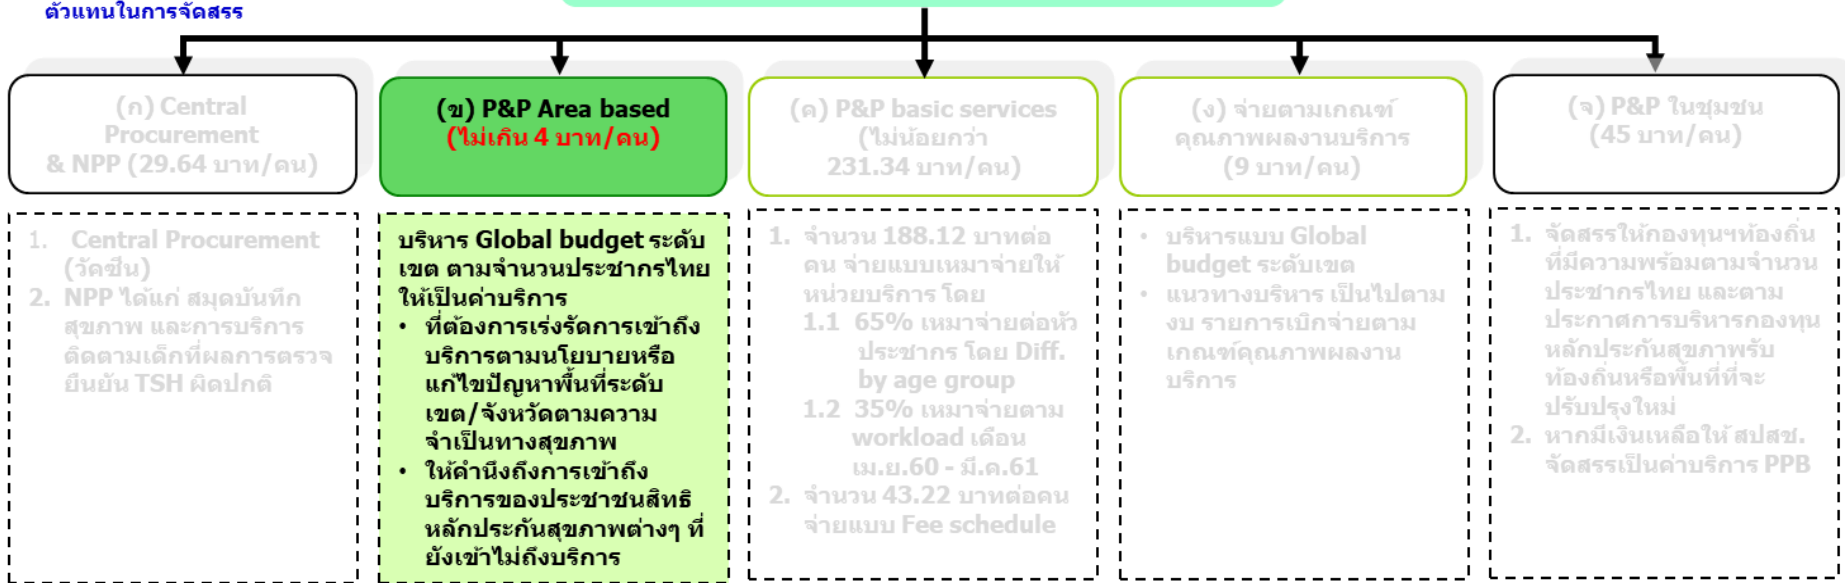 ตัวแทนในการจัดสรร
(ก) Central
Procurement
& NPP (29.64 บาท/คน)
(ข) P&P Area based
(ไม่เกิน 4 บาท/คน)
(ค) P&P basic services
(ไม่น้อยกว่า
231.34 บาท/คน)
(ง) จ่ายตามเกณฑ์
คุณภาพผลงานบริการ
(9 บาท/คน)
(จ) P&P ในชุมชน
(45 บาท/คน)
1. Central Procurement
(วัคซีน)
2. NPP ได้แก่ สมุดบันทึก
สุขภาพ และการบริการ
ติดตามเด็กที่ผลการตรวจ
ยืนยัน TSH ผิดปกติ
บริหาร Global budget ระดับ
เขต ตามจำนวนประชากรไทย
ให้เป็นค่าบริการ
• ที่ต้องการเร่งรัดการเข้าถึง
บริการตามนโยบายหรือ
แก้ไขปัญหาพื้นที่ระดับ
เขต/จังหวัดตามความ
จำเป็นทางสุขภาพ
• ให้คำนึงถึงการเข้าถึง
บริการของประชาชนสิทธิ
หลักประกันสุขภาพต่างๆ ที่
ยังเข้าไม่ถึงบริการ
1. จำนวน 188.12 บาทต่อ
คน จ่ายแบบเหมาจ่ายให้
หน่วยบริการ โดย
1.1 65% เหมาจ่ายต่อหัว
ประชากร โดย Diff.
by age group
1.2 35% เหมาจ่ายตาม
workload เดือน
เม.ย.60 - มี.ค.61
2. จำนวน 43.22 บาทต่อคน
จ่ายแบบ Fee schedule
• บริหารแบบ Global
budget ระดับเขต
• แนวทางบริหาร เป็นไปตาม
งบ รายการเบิกจ่ายตาม
เกณฑ์คุณภาพผลงาน
บริการ
1. จัดสรรให้กองทุนฯท้องถิ่น
ที่มีความพร้อมตามจำนวน
ประชากรไทย และตาม
ประกาศการบริหารกองทุน
หลักประกันสุขภาพรับ
ท้องถิ่นหรือพื้นที่ที่จะ
ปรับปรุงใหม่
2. หากมีเงินเหลือให้ สปสช.
จัดสรรเป็นค่าบริการ PPB